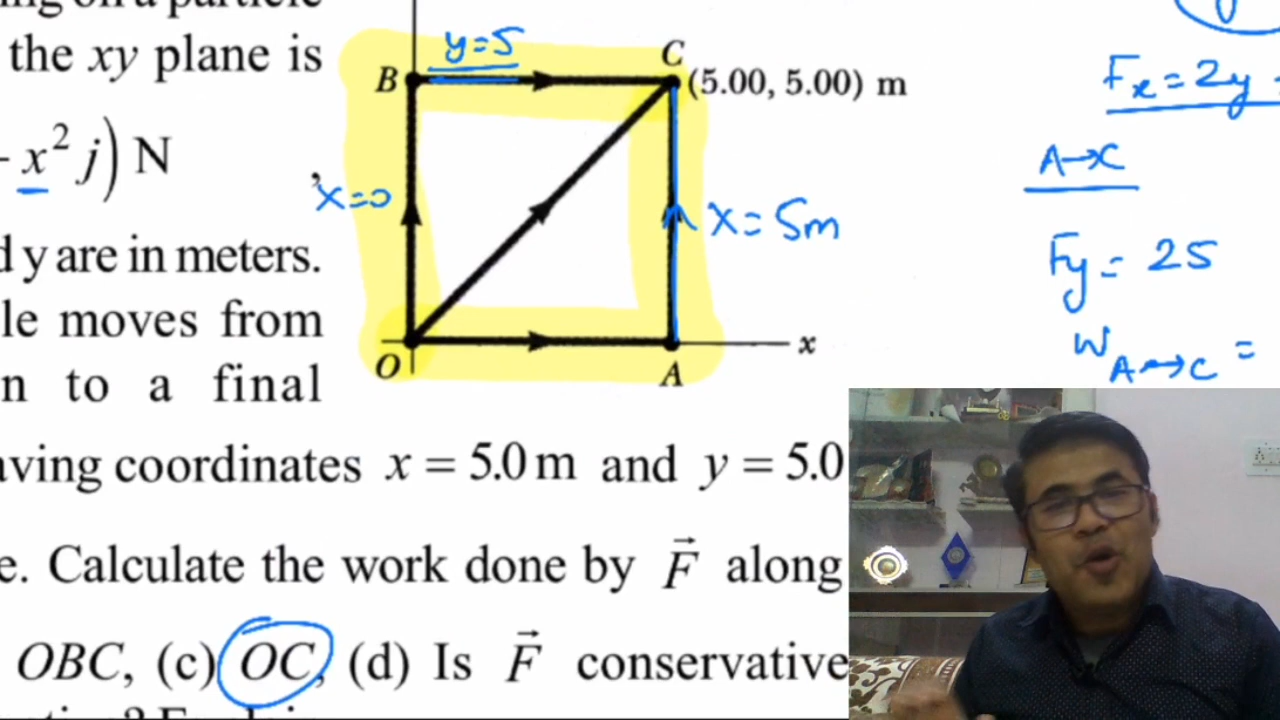 ng on a particle
the xy plane is
x² j) N
,
d y are in meters.
le moves from
n to a final
aving coordinates x = 5.0 m and y = 5.0
e. Calculate the work done by F⃗ along
OBC, (c) OC, (d) Is F⃗ conservative
y=5
B
C
(5.00, 5.00) m
x=0
x = 5m
O
A
x
Fx = 2y =
A→C
Fy = 25
W A→C =